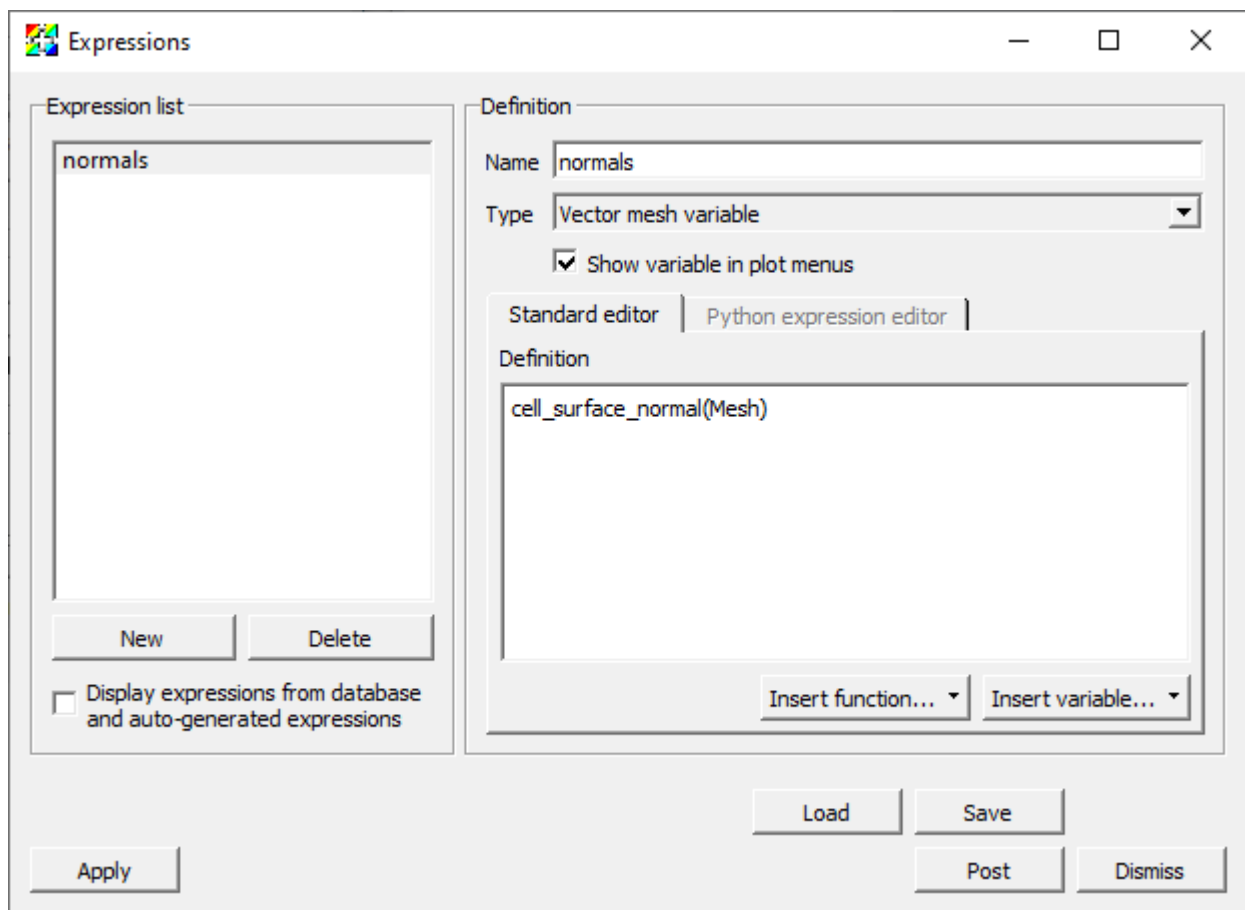 Expressions
Expression list
normals
New
Delete
Display expressions from database
and auto-generated expressions
Definition
Name normals
Type Vector mesh variable
Show variable in plot menus
Standard editor
Python expression editor
Definition
cell_surface_normal(Mesh)
Insert function...
Insert variable...
Load
Save
Apply
Post
Dismiss